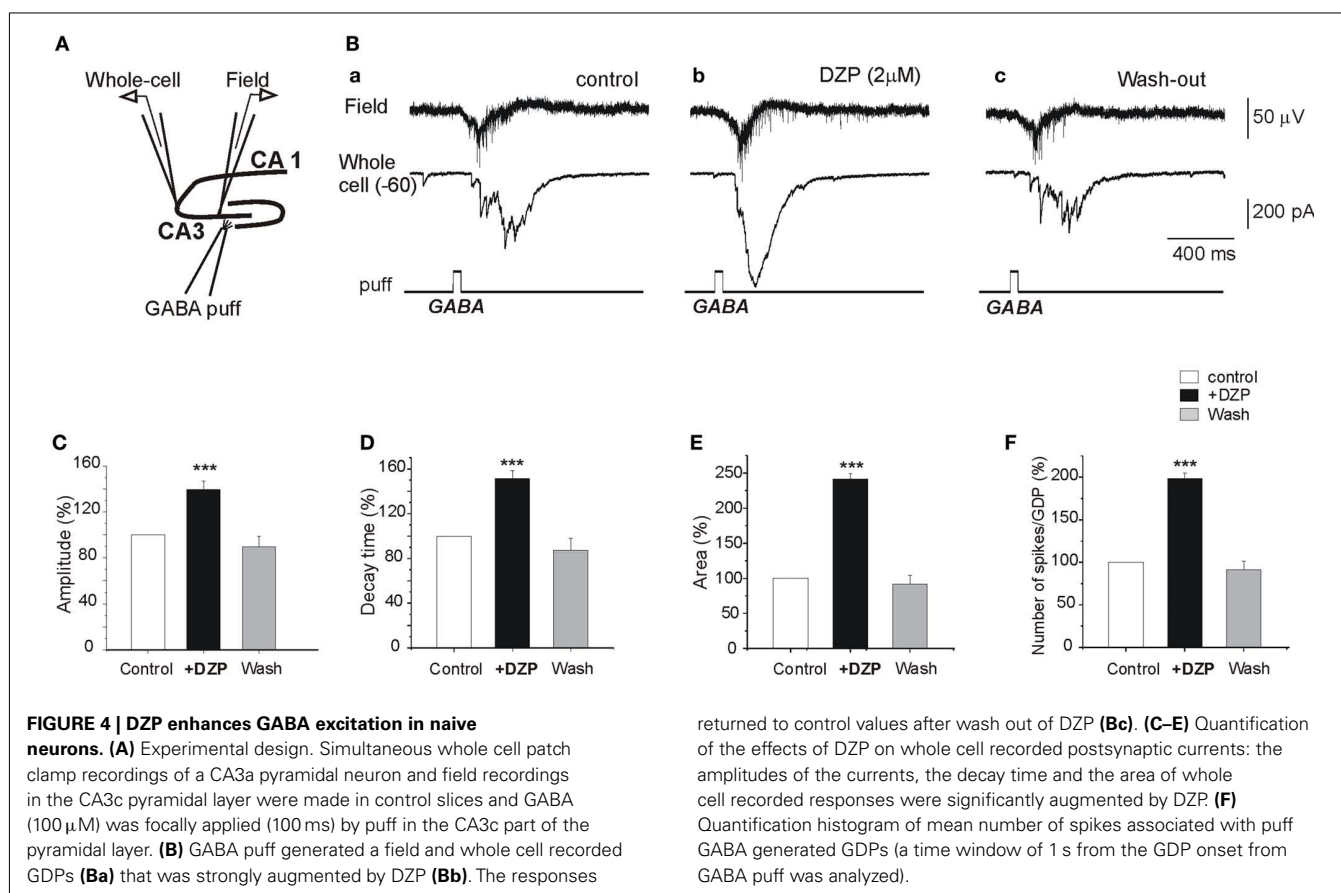 A
Whole-cell
Field
CA 1
CA3
GABA puff
B
a
control
b
DZP (2μM)
c
Wash-out
Field
50 μV
Whole
cell (-60)
200 pA
400 ms
puff
GABA
GABA
GABA
control
+DZP
Wash
C
160
120
80
40
0
Amplitude (%)
***
Control
+DZP
Wash
D
160
120
80
40
0
Decay time (%)
***
Control
+DZP
Wash
E
250
200
150
100
50
0
Area (%)
***
Control
+DZP
Wash
F
200
150
100
50
0
Number of spikes/GDP (%)
***
Control
+DZP
Wash
FIGURE 4 | DZP enhances GABA excitation in naive
neurons. (A) Experimental design. Simultaneous whole cell patch
clamp recordings of a CA3a pyramidal neuron and field recordings
in the CA3c pyramidal layer were made in control slices and GABA
(100 μM) was focally applied (100 ms) by puff in the CA3c part of the
pyramidal layer. (B) GABA puff generated a field and whole cell recorded
GDPs (Ba) that was strongly augmented by DZP (Bb). The responses
returned to control values after wash out of DZP (Bc). (C–E) Quantification
of the effects of DZP on whole cell recorded postsynaptic currents: the
amplitudes of the currents, the decay time and the area of whole
cell recorded responses were significantly augmented by DZP. (F)
Quantification histogram of mean number of spikes associated with puff
GABA generated GDPs (a time window of 1 s from the GDP onset from
GABA puff was analyzed).